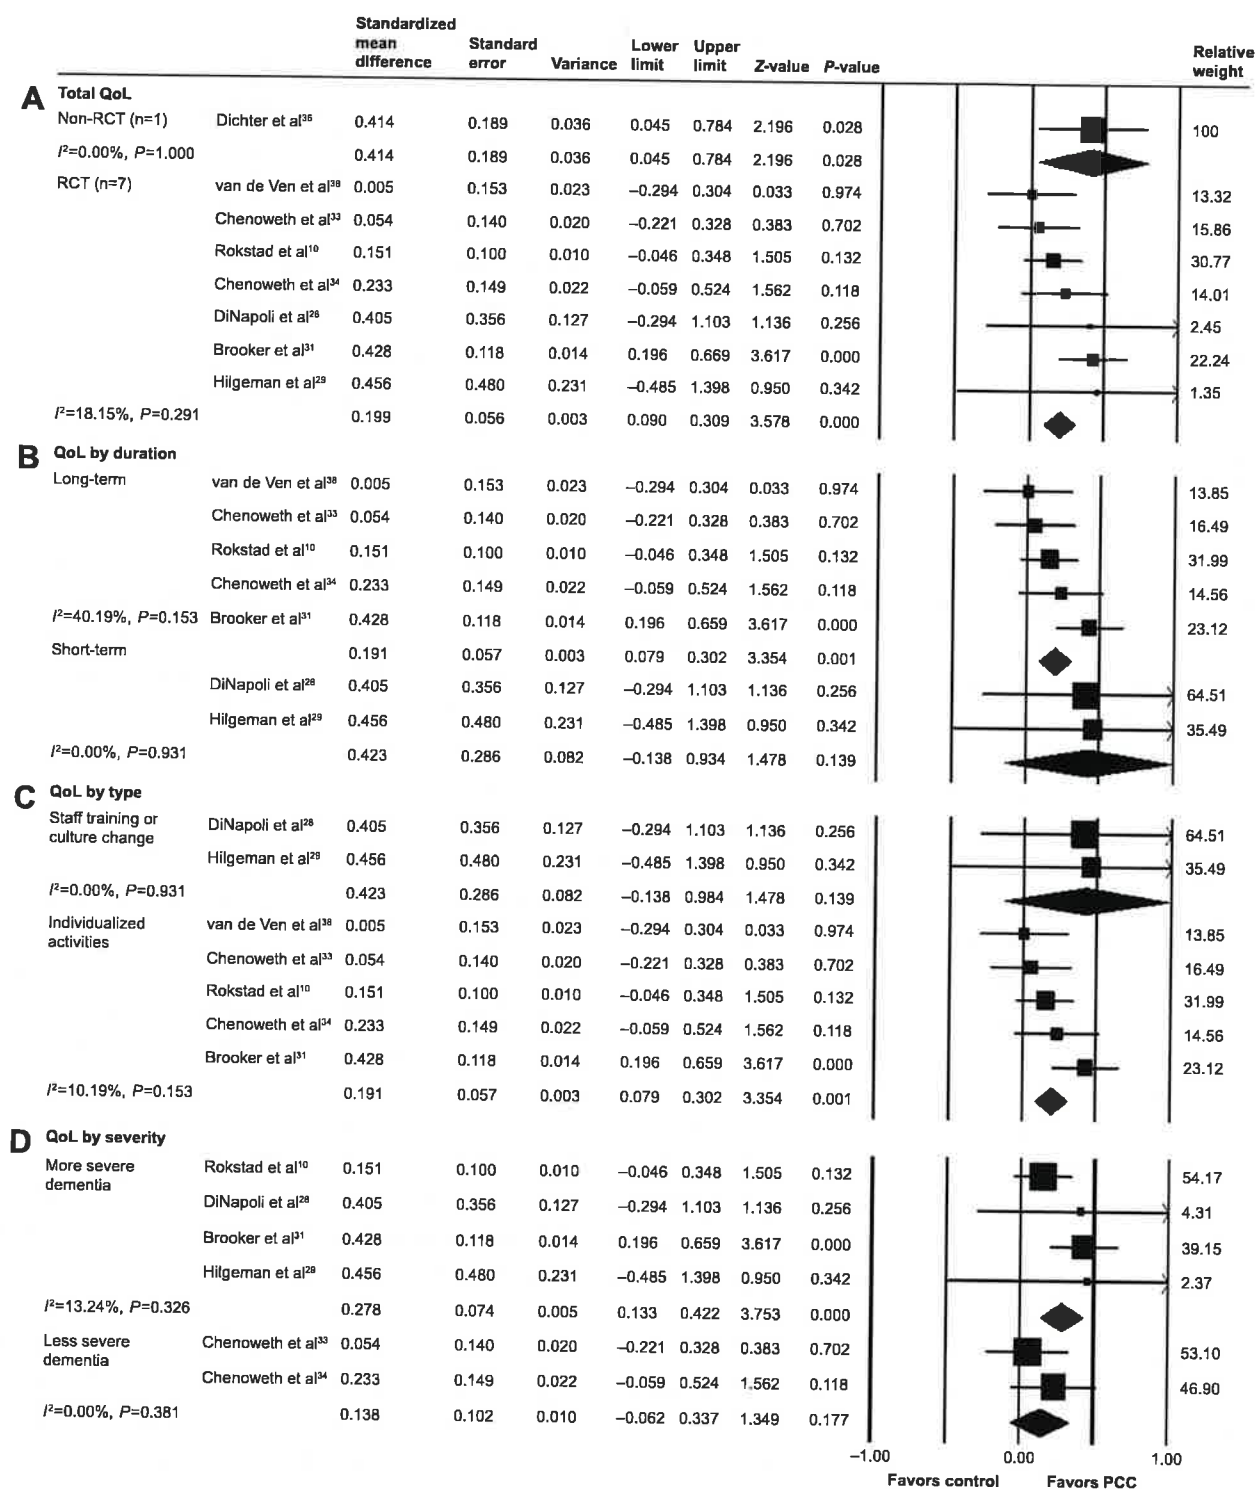 Standardized mean difference Standard error Variance Lower limit Upper limit Z-value P-value Relative weight
A Total QoL
Non-RCT (n=1) Dichter et al³⁵ 0.414 0.189 0.036 0.045 0.784 2.196 0.028 100
I²=0.00%, P=1.000 0.414 0.189 0.036 0.045 0.784 2.196 0.028
RCT (n=7) van de Ven et al³⁸ 0.005 0.153 0.023 –0.294 0.304 0.033 0.974 13.32
Chenoweth et al³³ 0.054 0.140 0.020 –0.221 0.328 0.383 0.702 15.86
Rokstad et al¹⁰ 0.151 0.100 0.010 –0.046 0.348 1.505 0.132 30.77
Chenoweth et al³⁴ 0.233 0.149 0.022 –0.059 0.524 1.562 0.118 14.01
DiNapoli et al²⁸ 0.405 0.356 0.127 –0.294 1.103 1.136 0.256 2.45
Brooker et al³¹ 0.428 0.118 0.014 0.196 0.669 3.617 0.000 22.24
Hilgeman et al²⁹ 0.456 0.480 0.231 –0.485 1.398 0.950 0.342 1.35
I²=18.15%, P=0.291 0.199 0.056 0.003 0.090 0.309 3.578 0.000
B QoL by duration
Long-term van de Ven et al³⁸ 0.005 0.153 0.023 –0.294 0.304 0.033 0.974 13.85
Chenoweth et al³³ 0.054 0.140 0.020 –0.221 0.328 0.383 0.702 16.49
Rokstad et al¹⁰ 0.151 0.100 0.010 –0.046 0.348 1.505 0.132 31.99
Chenoweth et al³⁴ 0.233 0.149 0.022 –0.059 0.524 1.562 0.118 14.56
I²=40.19%, P=0.153 Brooker et al³¹ 0.428 0.118 0.014 0.196 0.659 3.617 0.000 23.12
Short-term 0.191 0.057 0.003 0.079 0.302 3.354 0.001
DiNapoli et al²⁸ 0.405 0.356 0.127 –0.294 1.103 1.136 0.256 64.51
Hilgeman et al²⁹ 0.456 0.480 0.231 –0.485 1.398 0.950 0.342 35.49
I²=0.00%, P=0.931 0.423 0.286 0.082 –0.138 0.934 1.478 0.139
C QoL by type
Staff training or culture change DiNapoli et al²⁸ 0.405 0.356 0.127 –0.294 1.103 1.136 0.256 64.51
Hilgeman et al²⁹ 0.456 0.480 0.231 –0.485 1.398 0.950 0.342 35.49
I²=0.00%, P=0.931 0.423 0.286 0.082 –0.138 0.984 1.478 0.139
Individualized activities van de Ven et al³⁸ 0.005 0.153 0.023 –0.294 0.304 0.033 0.974 13.85
Chenoweth et al³³ 0.054 0.140 0.020 –0.221 0.328 0.383 0.702 16.49
Rokstad et al¹⁰ 0.151 0.100 0.010 –0.046 0.348 1.505 0.132 31.99
Chenoweth et al³⁴ 0.233 0.149 0.022 –0.059 0.524 1.562 0.118 14.56
Brooker et al³¹ 0.428 0.118 0.014 0.196 0.659 3.617 0.000 23.12
I²=10.19%, P=0.153 0.191 0.057 0.003 0.079 0.302 3.354 0.001
D QoL by severity
More severe dementia Rokstad et al¹⁰ 0.151 0.100 0.010 –0.046 0.348 1.505 0.132 54.17
DiNapoli et al²⁸ 0.405 0.356 0.127 –0.294 1.103 1.136 0.256 4.31
Brooker et al³¹ 0.428 0.118 0.014 0.196 0.659 3.617 0.000 39.15
Hilgeman et al²⁹ 0.456 0.480 0.231 –0.485 1.398 0.950 0.342 2.37
I²=13.24%, P=0.326 0.278 0.074 0.005 0.133 0.422 3.753 0.000
Less severe dementia Chenoweth et al³³ 0.054 0.140 0.020 –0.221 0.328 0.383 0.702 53.10
Chenoweth et al³⁴ 0.233 0.149 0.022 –0.059 0.524 1.562 0.118 46.90
I²=0.00%, P=0.381 0.138 0.102 0.010 –0.062 0.337 1.349 0.177
–1.00 0.00 1.00
Favors control Favors PCC